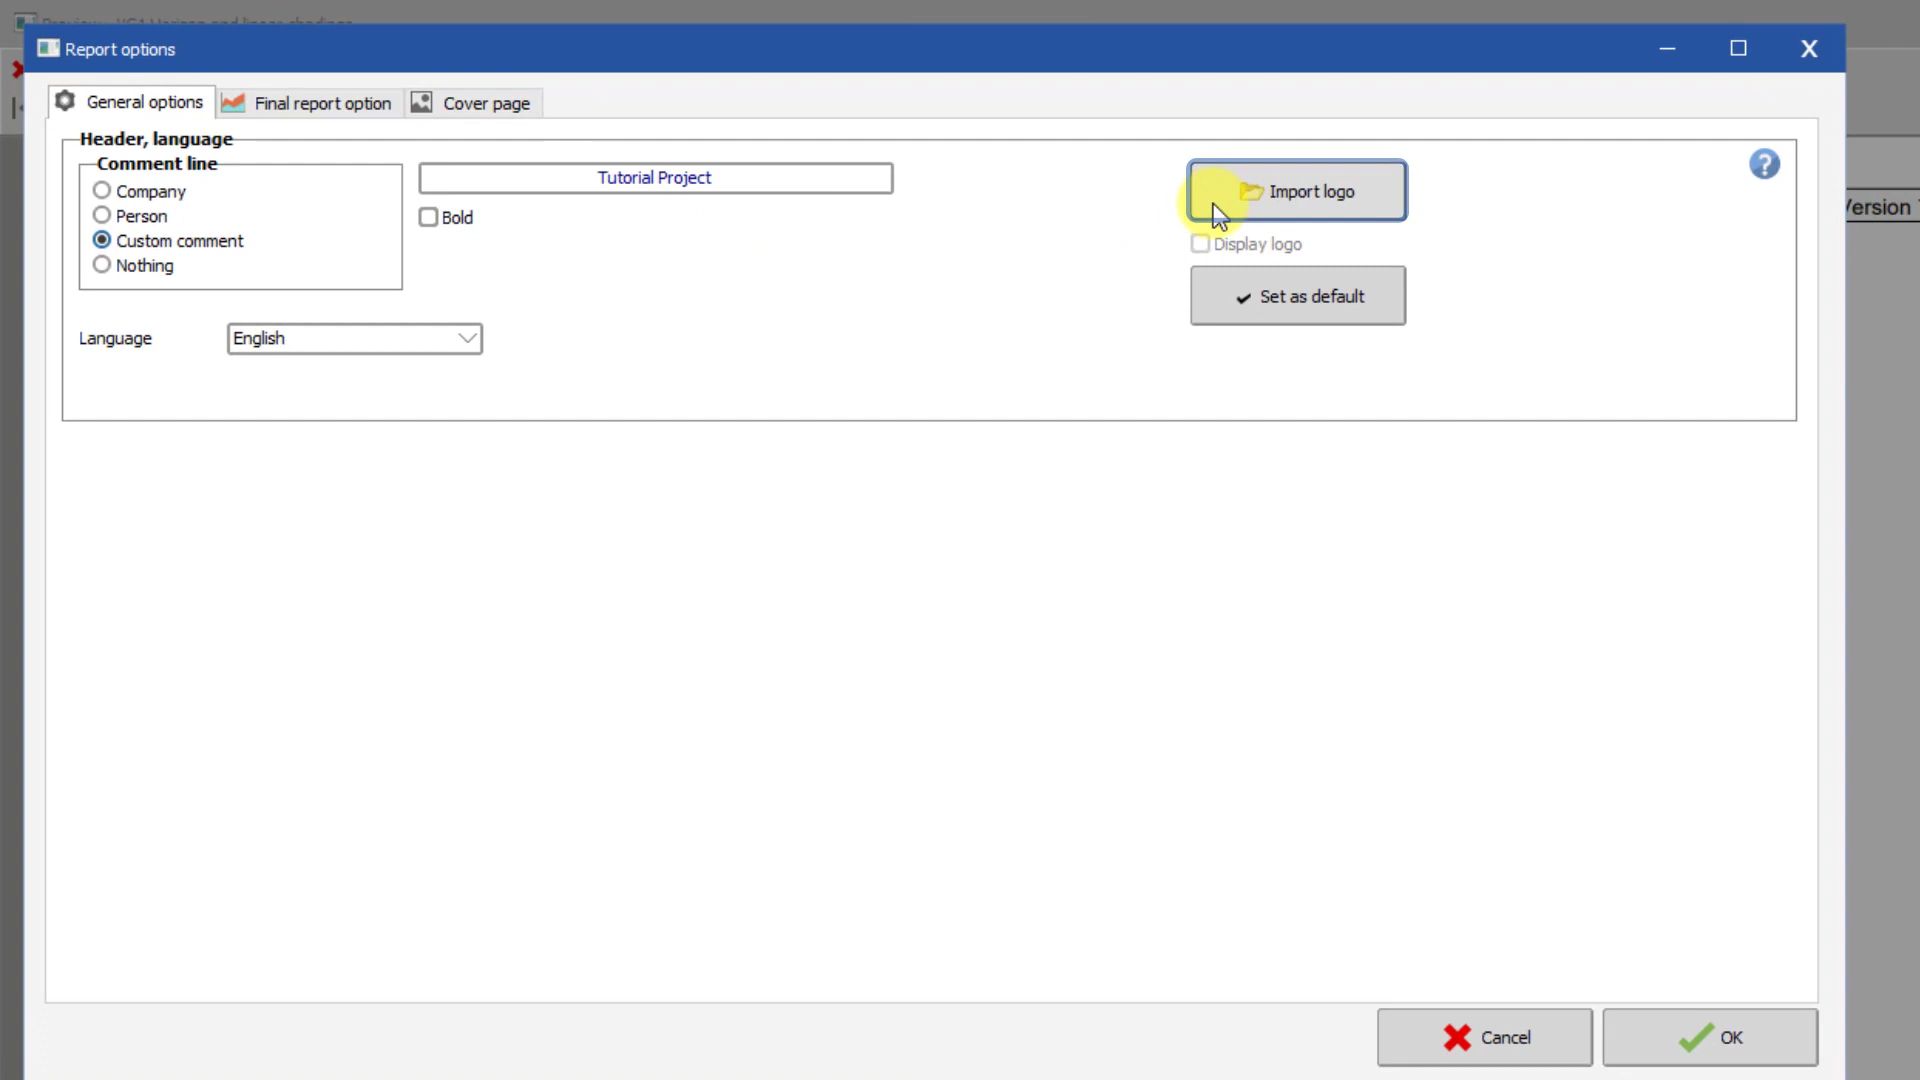 Report options
General options
Final report option
Cover page
Header, language
Comment line
Company
Person
Custom comment
Nothing
Tutorial Project
Bold
Import logo
Display logo
Set as default
Language
English
Version
Cancel
OK